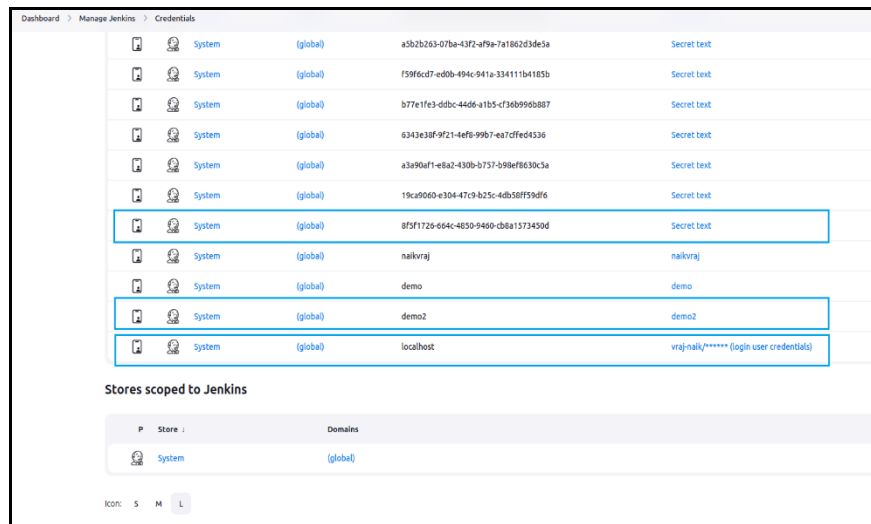 Dashboard > Manage Jenkins > Credentials
System (global) a5b2b263-07ba-43f2-af9a-7a1862d3de5a Secret text
System (global) f59f6cd7-ed0b-494c-941a-334111b4185b Secret text
System (global) b77e1fe3-ddbc-44d6-a1b5-cf36b996b887 Secret text
System (global) 6343e38f-9f21-4ef8-99b7-ea7cffed4536 Secret text
System (global) a3a90af1-e8a2-430b-b757-b98ef8630c5a Secret text
System (global) 19ca9060-e304-47c9-b25c-4db58ff59df6 Secret text
System (global) 8f5f1726-664c-4850-9460-cb8a1573450d Secret text
System (global) naikvraj naikvraj
System (global) demo demo
System (global) demo2 demo2
System (global) localhost vraj-naik/****** (login user credentials)
Stores scoped to Jenkins
P Store ↓ Domains
System (global)
Icon: S M L